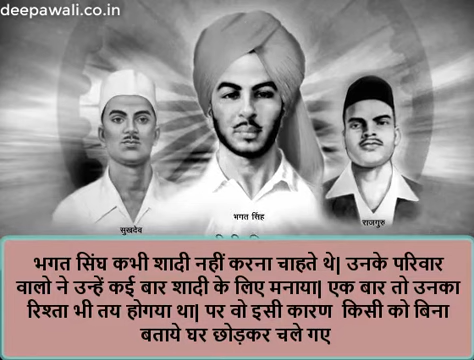 deepawali.co.in
भगत सिंह
सुखदेव
राजगुरु
भगत सिंघ कभी शादी नहीं करना चाहते थे| उनके परिवार
वालो ने उन्हें कई बार शादी के लिए मनाया| एक बार तो उनका
रिश्ता भी तय होगया था| पर वो इसी कारण किसी को बिना
बताये घर छोड़कर चले गए